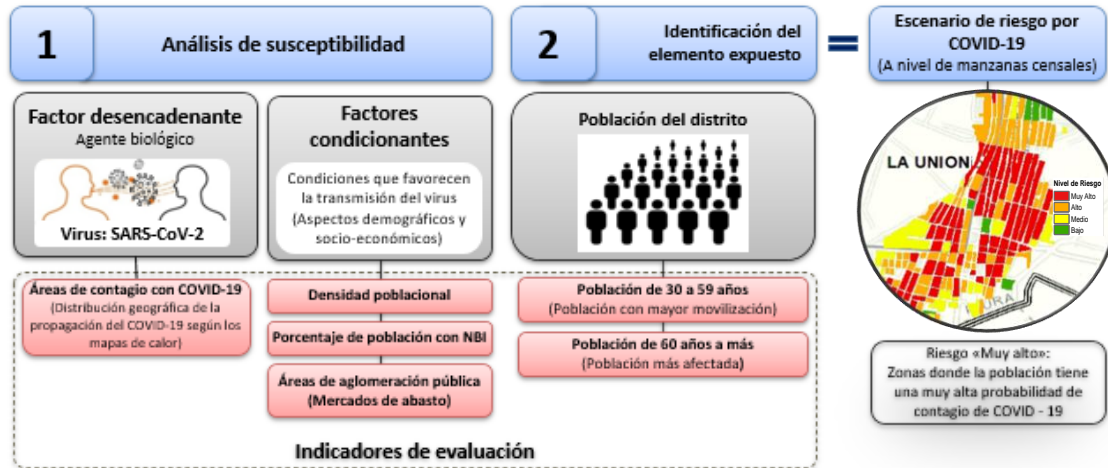 1
Análisis de susceptibilidad
2
Identificación del
elemento expuesto
=
Escenario de riesgo por
COVID-19
(A nivel de manzanas censales)
Factor desencadenante
Agente biológico
Virus: SARS-CoV-2
Factores
condicionantes
Condiciones que favorecen
la transmisión del virus
(Aspectos demográficos y
socio-económicos)
Población del distrito
LA UNION
Nivel de Riesgo
Muy Alto
Alto
Medio
Bajo
Áreas de contagio con COVID-19
(Distribución geográfica de la
propagación del COVID-19 según los
mapas de calor)
Densidad poblacional
Porcentaje de población con NBI
Áreas de aglomeración pública
(Mercados de abasto)
Población de 30 a 59 años
(Población con mayor movilización)
Población de 60 años a más
(Población más afectada)
Riesgo «Muy alto»:
Zonas donde la población tiene
una muy alta probabilidad de
contagio de COVID - 19
Indicadores de evaluación